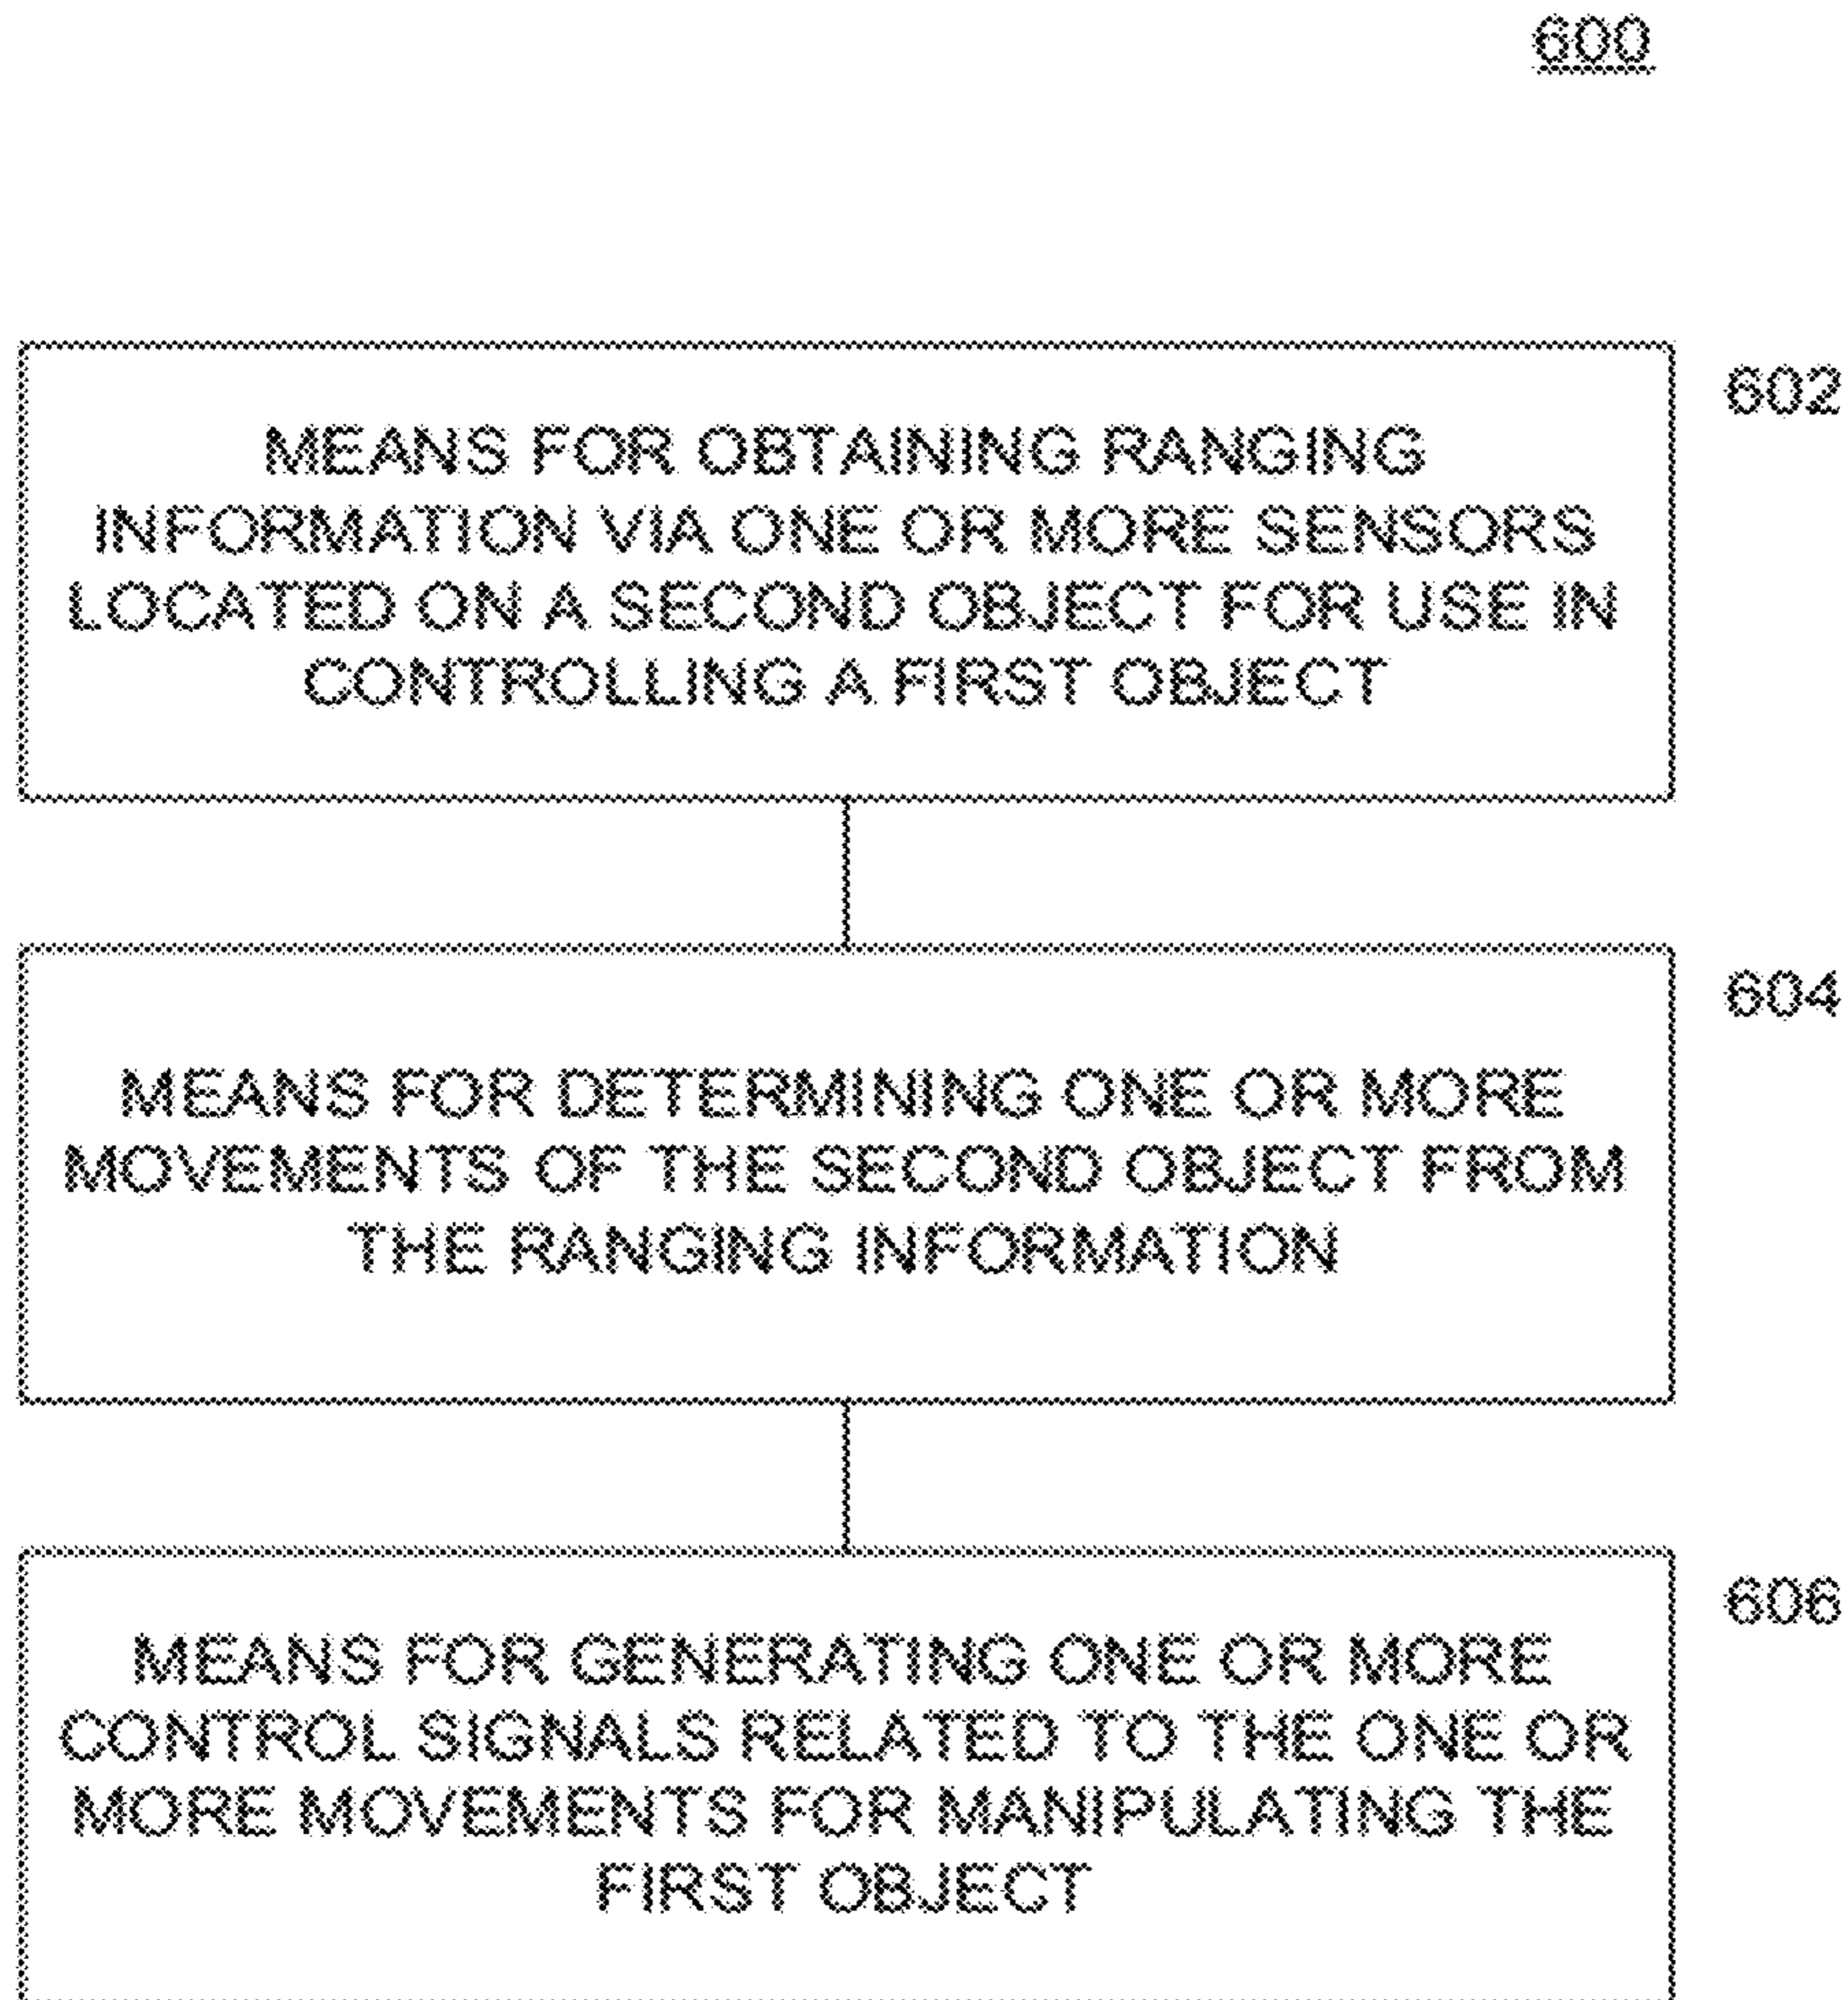 600
602
MEANS FOR OBTAINING RANGING
INFORMATION VIA ONE OR MORE SENSORS
LOCATED ON A SECOND OBJECT FOR USE IN
CONTROLLING A FIRST OBJECT
604
MEANS FOR DETERMINING ONE OR MORE
MOVEMENTS OF THE SECOND OBJECT FROM
THE RANGING INFORMATION
606
MEANS FOR GENERATING ONE OR MORE
CONTROL SIGNALS RELATED TO THE ONE OR
MORE MOVEMENTS FOR MANIPULATING THE
FIRST OBJECT